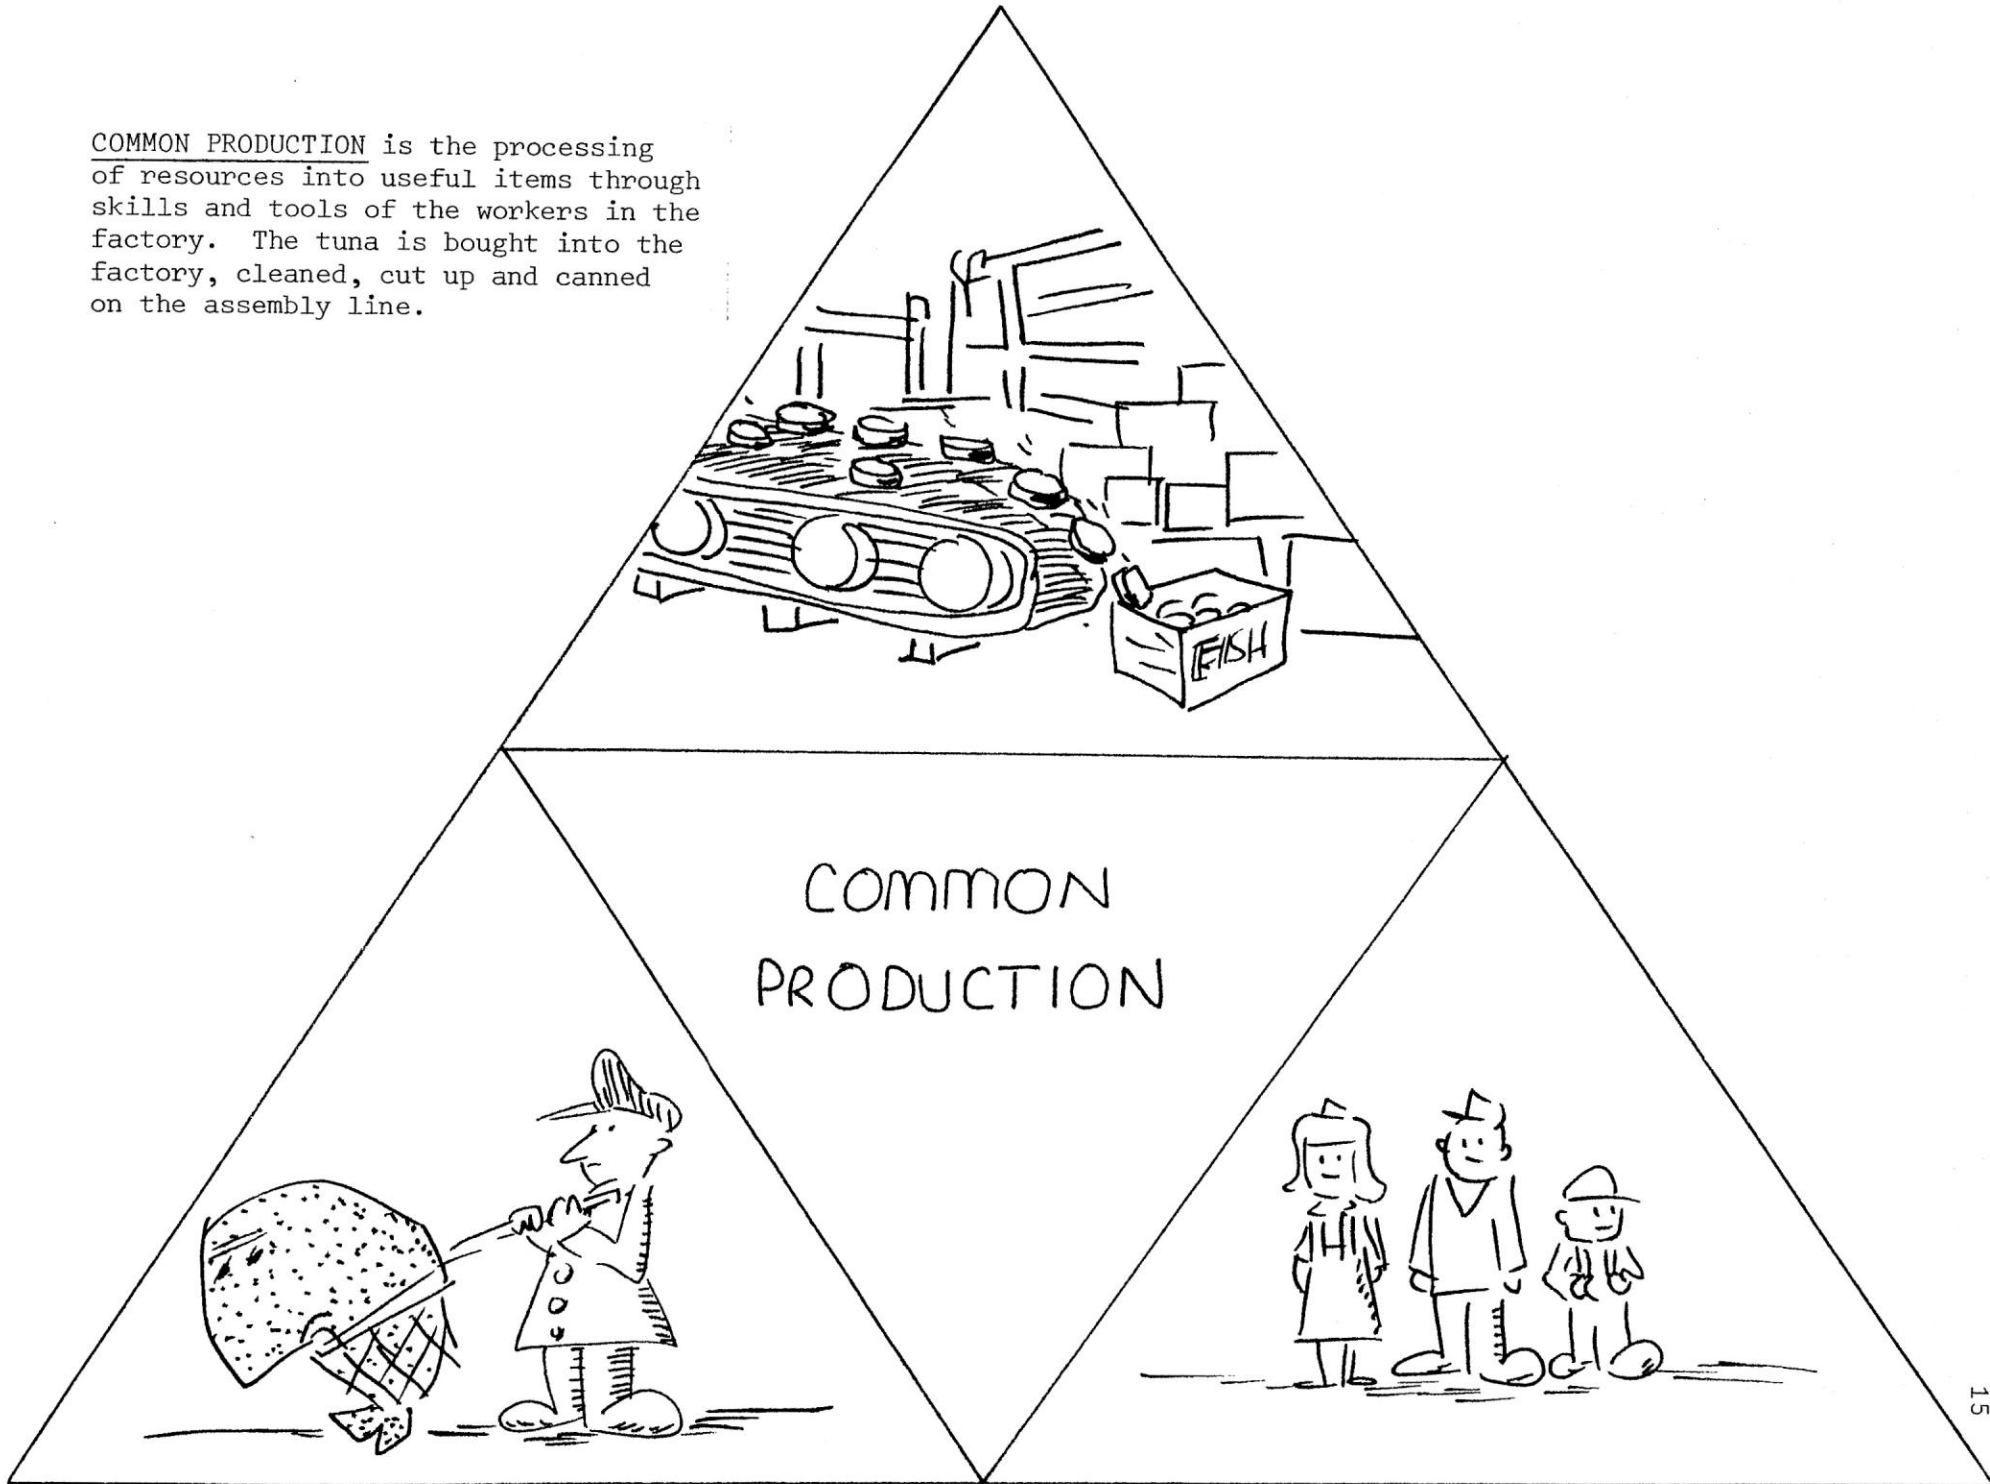 COMMON PRODUCTION is the processing
of resources into useful items through
skills and tools of the workers in the
factory. The tuna is bought into the
factory, cleaned, cut up and canned
on the assembly line.
FISH
COMMON
PRODUCTION
H
15